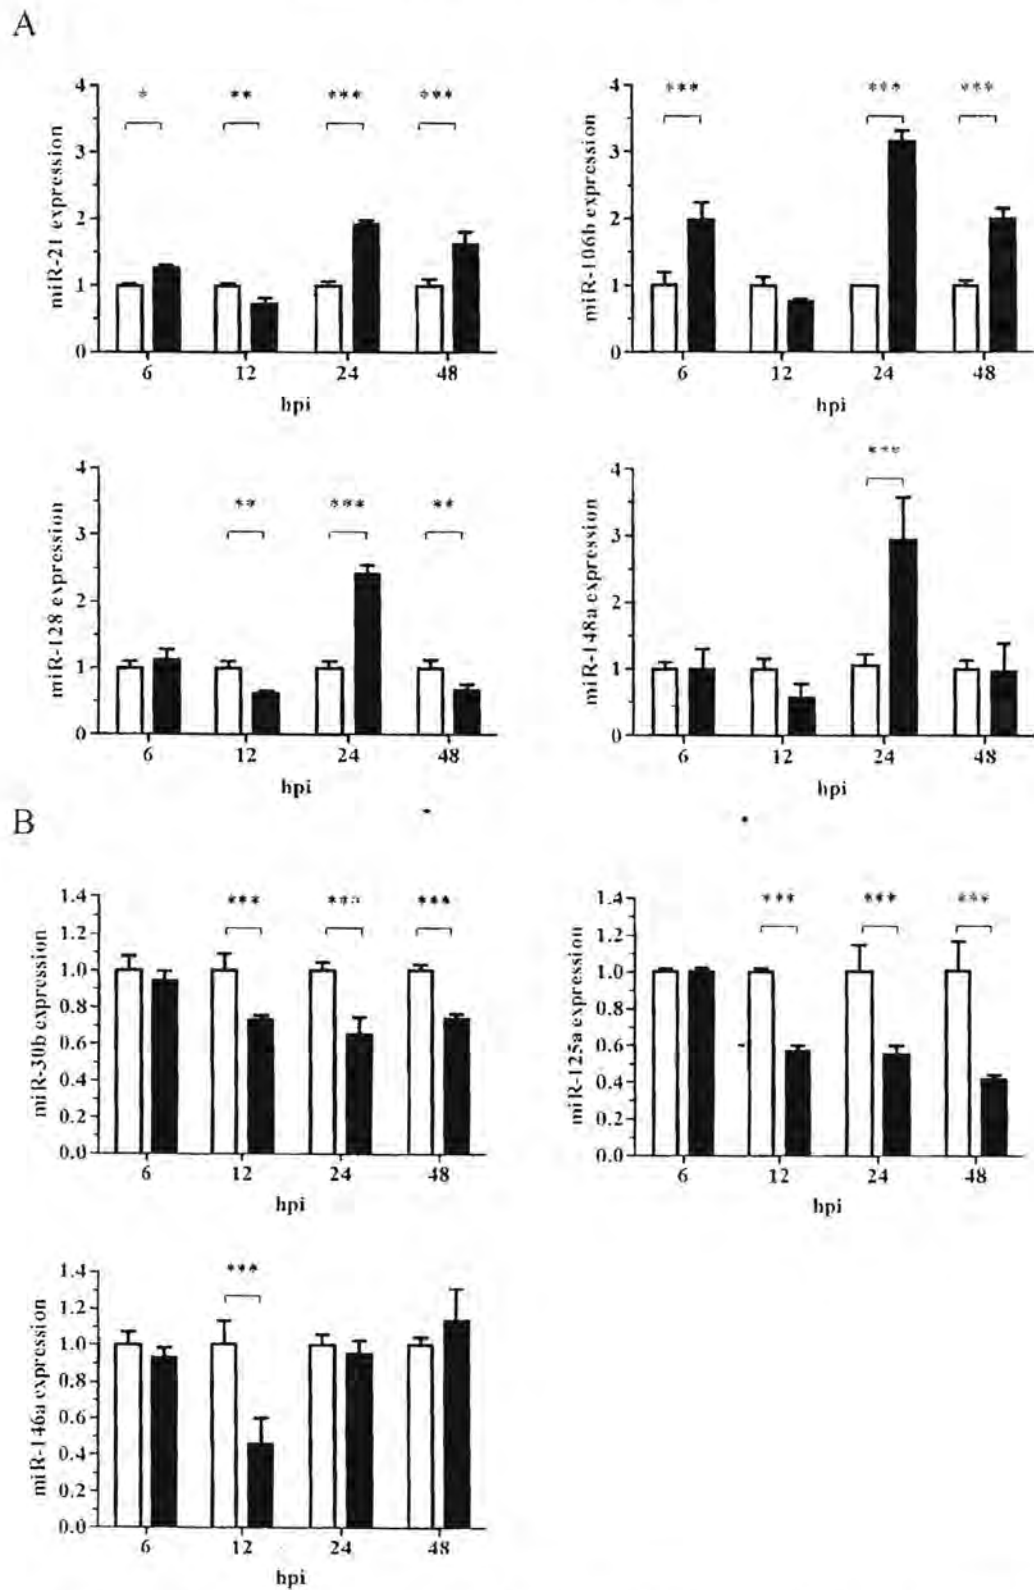 A
* ** *** ***
4
3
2
1
0
miR-21 expression
6 12 24 48
hpi
*** *** ***
4
3
2
1
0
miR-106b expression
6 12 24 48
hpi
** *** **
4
3
2
1
0
miR-128 expression
6 12 24 48
hpi
***
4
3
2
1
0
miR-148a expression
6 12 24 48
hpi
B
*** *** ***
1.4
1.2
1.0
0.8
0.6
0.4
0.2
0.0
miR-30b expression
6 12 24 48
hpi
*** *** ***
1.4
1.2
1.0
0.8
0.6
0.4
0.2
0.0
miR-125a expression
6 12 24 48
hpi
***
1.4
1.2
1.0
0.8
0.6
0.4
0.2
0.0
miR-146a expression
6 12 24 48
hpi